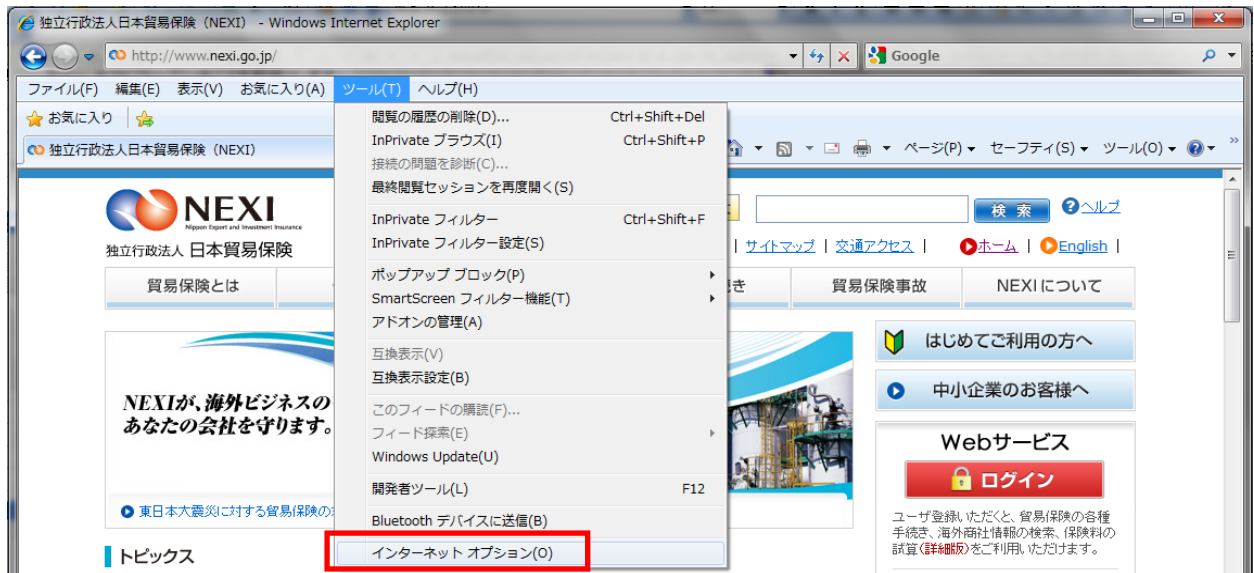 独立行政法人日本貿易保険（NEXI） - Windows Internet Explorer
http://www.nexi.go.jp/
Google
ファイル(F) 編集(E) 表示(V) お気に入り(A) ツール(T) ヘルプ(H)
お気に入り
独立行政法人日本貿易保険（NEXI）
ページ(P) セーフティ(S) ツール(O)
閲覧の履歴の削除(D)... Ctrl+Shift+Del
InPrivate ブラウズ(I) Ctrl+Shift+P
接続の問題を診断(C)...
最終閲覧セッションを再度開く(S)
InPrivate フィルター Ctrl+Shift+F
InPrivate フィルター設定(S)
ポップアップ ブロック(P)
SmartScreen フィルター機能(T)
アドオンの管理(A)
互換表示(V)
互換表示設定(B)
このフィードの購読(F)...
フィード探索(E)
Windows Update(U)
開発者ツール(L) F12
Bluetooth デバイスに送信(B)
インターネット オプション(O)
NEXI
Nippon Export and Investment Insurance
独立行政法人 日本貿易保険
検 索 ヘルプ
| サイトマップ | 交通アクセス | ホーム | English |
貿易保険とは き 貿易保険事故 NEXIについて
NEXIが、海外ビジネスの
あなたの会社を守ります。
東日本大震災に対する貿易保険の
トピックス
はじめてご利用の方へ
中小企業のお客様へ
Webサービス
ログイン
ユーザ登録いただくと、貿易保険の各種
手続き、海外商社情報の検索、保険料の
試算(詳細版)をご利用いただけます。